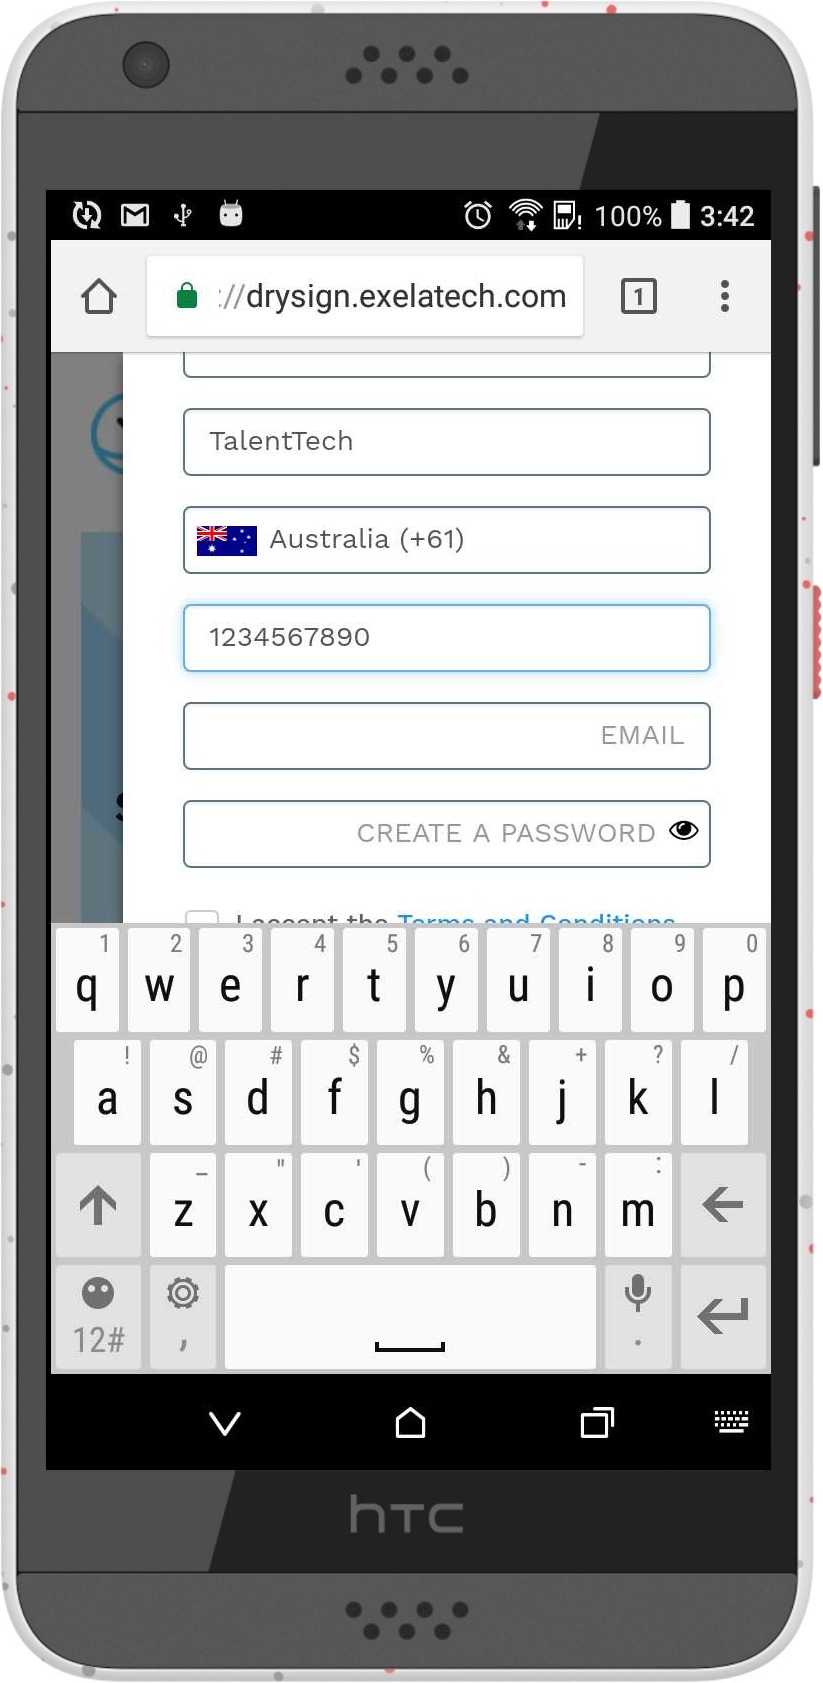 100% 3:42
://drysign.exelatech.com 1
TalentTech
Australia (+61)
1234567890
EMAIL
CREATE A PASSWORD
I accept the Terms and Conditions
1 2 3 4 5 6 7 8 9 0
q w e r t y u i o p
! @ # $ % & + ? /
a s d f g h j k l
_ " ' ( ) - :
z x c v b n m
12# , .
hTC